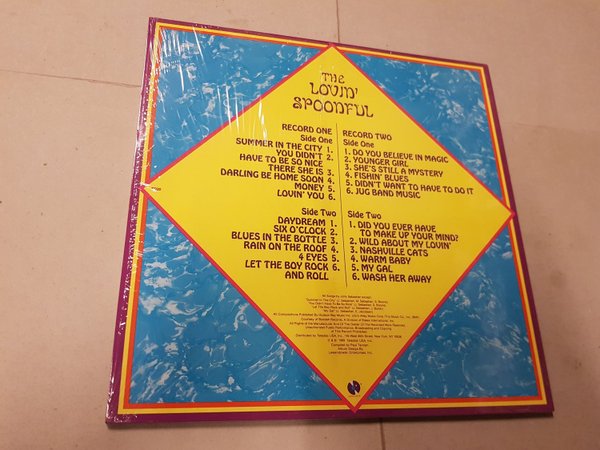 THE
LOVIN'
SPOONFUL
RECORD ONE
Side One
SUMMER IN THE CITY 1.
YOU DIDN'T 2.
HAVE TO BE SO NICE
THERE SHE IS 3.
DARLING BE HOME SOON 4.
MONEY 5.
LOVIN' YOU 6.
Side Two
DAYDREAM 1.
SIX O'CLOCK 2.
BLUES IN THE BOTTLE 3.
RAIN ON THE ROOF 4.
4 EYES 5.
LET THE BOY ROCK 6.
AND ROLL
RECORD TWO
Side One
1. DO YOU BELIEVE IN MAGIC
2. YOUNGER GIRL
3. SHE'S STILL A MYSTERY
4. FISHIN' BLUES
5. DIDN'T WANT TO HAVE TO DO IT
6. JUG BAND MUSIC
Side Two
1. DID YOU EVER HAVE
TO MAKE UP YOUR MIND?
2. WILD ABOUT MY LOVIN'
3. NASHVILLE CATS
4. WARM BABY
5. MY GAL
6. WASH HER AWAY